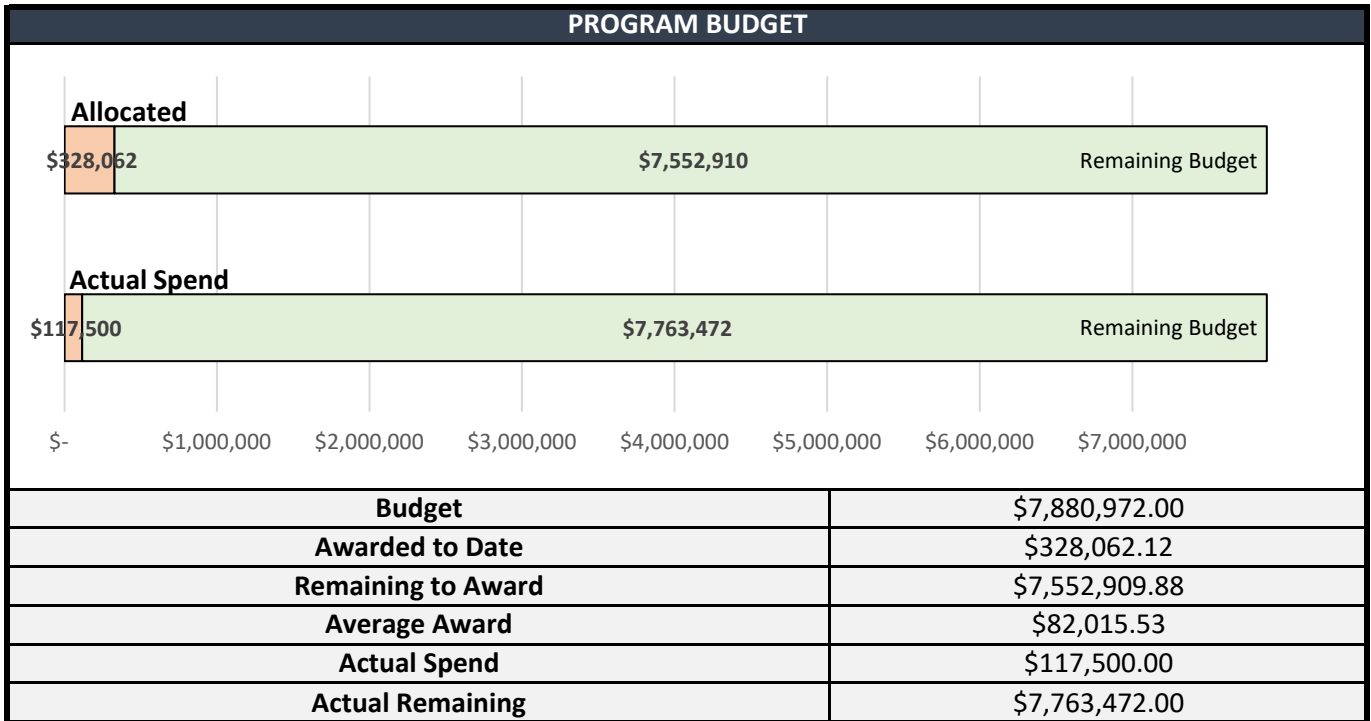 PROGRAM BUDGET
Allocated
$328,062 $7,552,910 Remaining Budget
Actual Spend
$117,500 $7,763,472 Remaining Budget
$- $1,000,000 $2,000,000 $3,000,000 $4,000,000 $5,000,000 $6,000,000 $7,000,000
Budget $7,880,972.00
Awarded to Date $328,062.12
Remaining to Award $7,552,909.88
Average Award $82,015.53
Actual Spend $117,500.00
Actual Remaining $7,763,472.00